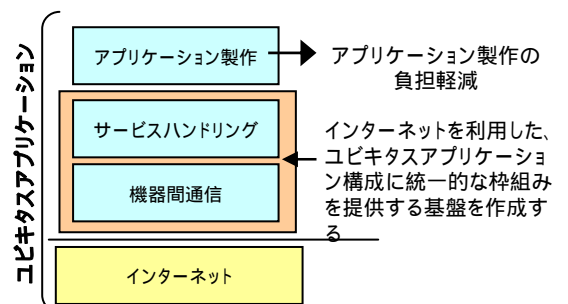 ユビキタスアプリケーション
アプリケーション製作
アプリケーション製作の
負担軽減
サービスハンドリング
機器間通信
インターネットを利用した、
ユビキタスアプリケーショ
ン構成に統一的な枠組み
を提供する基盤を作成す
る
インターネット